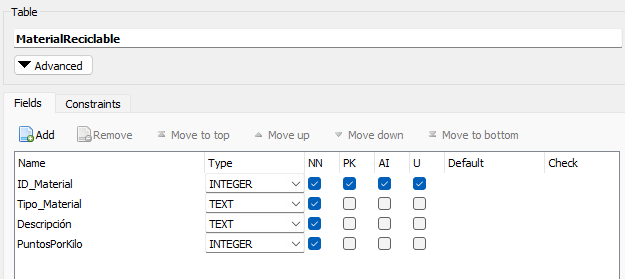 Table
MaterialReciclable
Advanced
Fields Constraints
Add Remove Move to top Move up Move down Move to bottom
Name Type NN PK AI U Default Check
ID_Material INTEGER
Tipo_Material TEXT
Descripción TEXT
PuntosPorKilo INTEGER